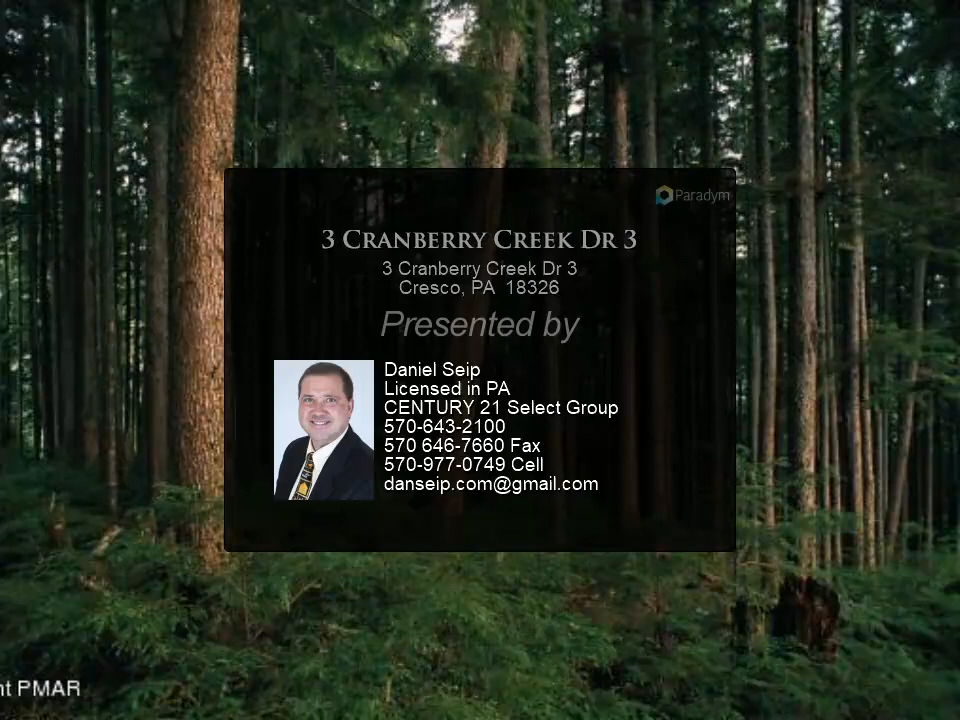 Paradym
3 Cranberry Creek Dr 3
3 Cranberry Creek Dr 3
Cresco, PA 18326
Presented by
Daniel Seip
Licensed in PA
CENTURY 21 Select Group
570-643-2100
570 646-7660 Fax
570-977-0749 Cell
danseip.com@gmail.com
nt PMAR